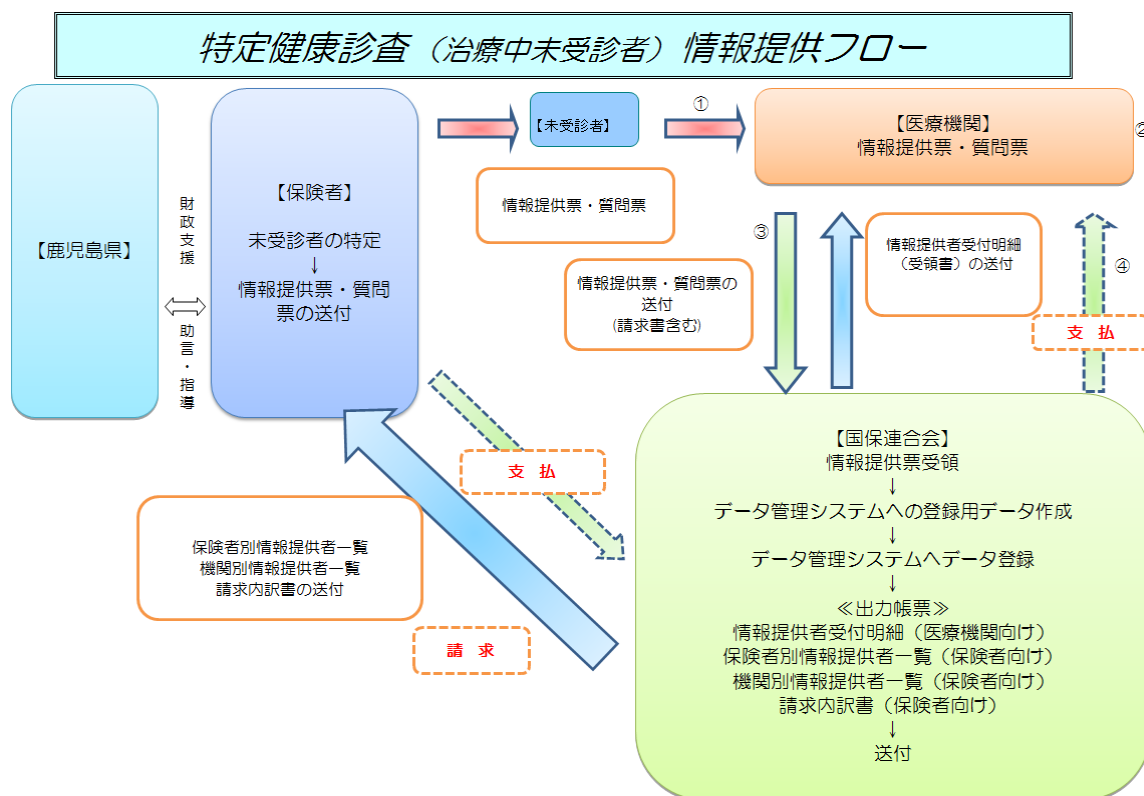 特定健康診査（治療中未受診者）情報提供フロー
【鹿児島県】
財政支援
助言・指導
【保険者】
未受診者の特定
↓
情報提供票・質問
票の送付
【未受診者】
①
情報提供票・質問票
【医療機関】
情報提供票・質問票
②
③
情報提供票・質問票の
送付
(請求書含む)
情報提供者受付明細
（受領書）の送付
④
支 払
支 払
保険者別情報提供者一覧
機関別情報提供者一覧
請求内訳書の送付
請 求
【国保連合会】
情報提供票受領
↓
データ管理システムへの登録用データ作成
↓
データ管理システムへデータ登録
↓
≪出力帳票≫
情報提供者受付明細（医療機関向け）
保険者別情報提供者一覧（保険者向け）
機関別情報提供者一覧（保険者向け）
請求内訳書（保険者向け）
↓
送付